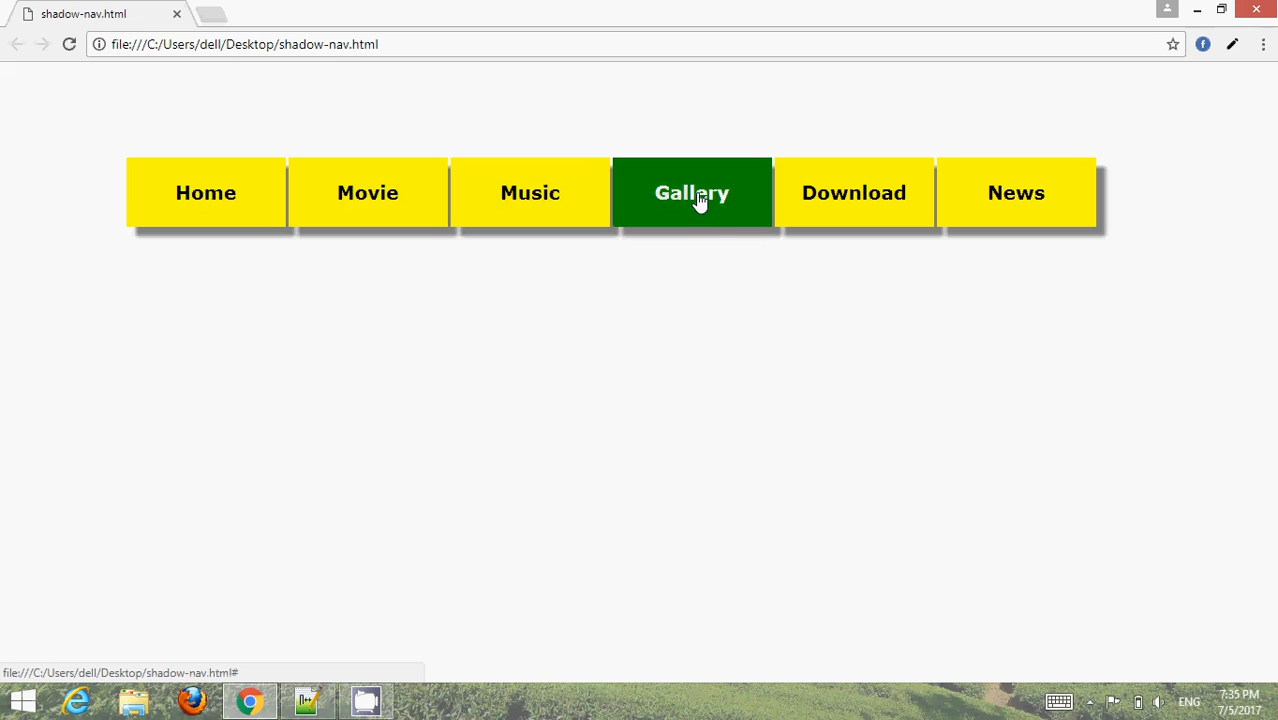 shadow-nav.html
file:///C:/Users/dell/Desktop/shadow-nav.html
Home Movie Music Gallery Download News
file:///C:/Users/dell/Desktop/shadow-nav.html#
ENG
7:35 PM
7/5/2017